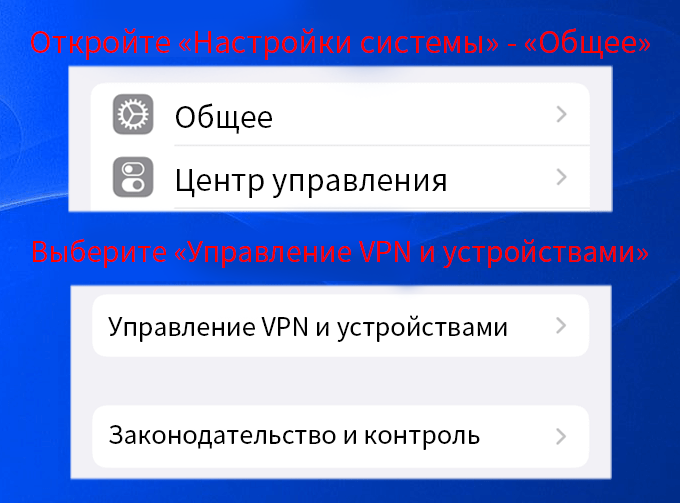 Откройте «Настройки системы» - «Общее»
Общее
Центр управления
Выберите «Управление VPN и устройствами»
Управление VPN и устройствами
Законодательство и контроль